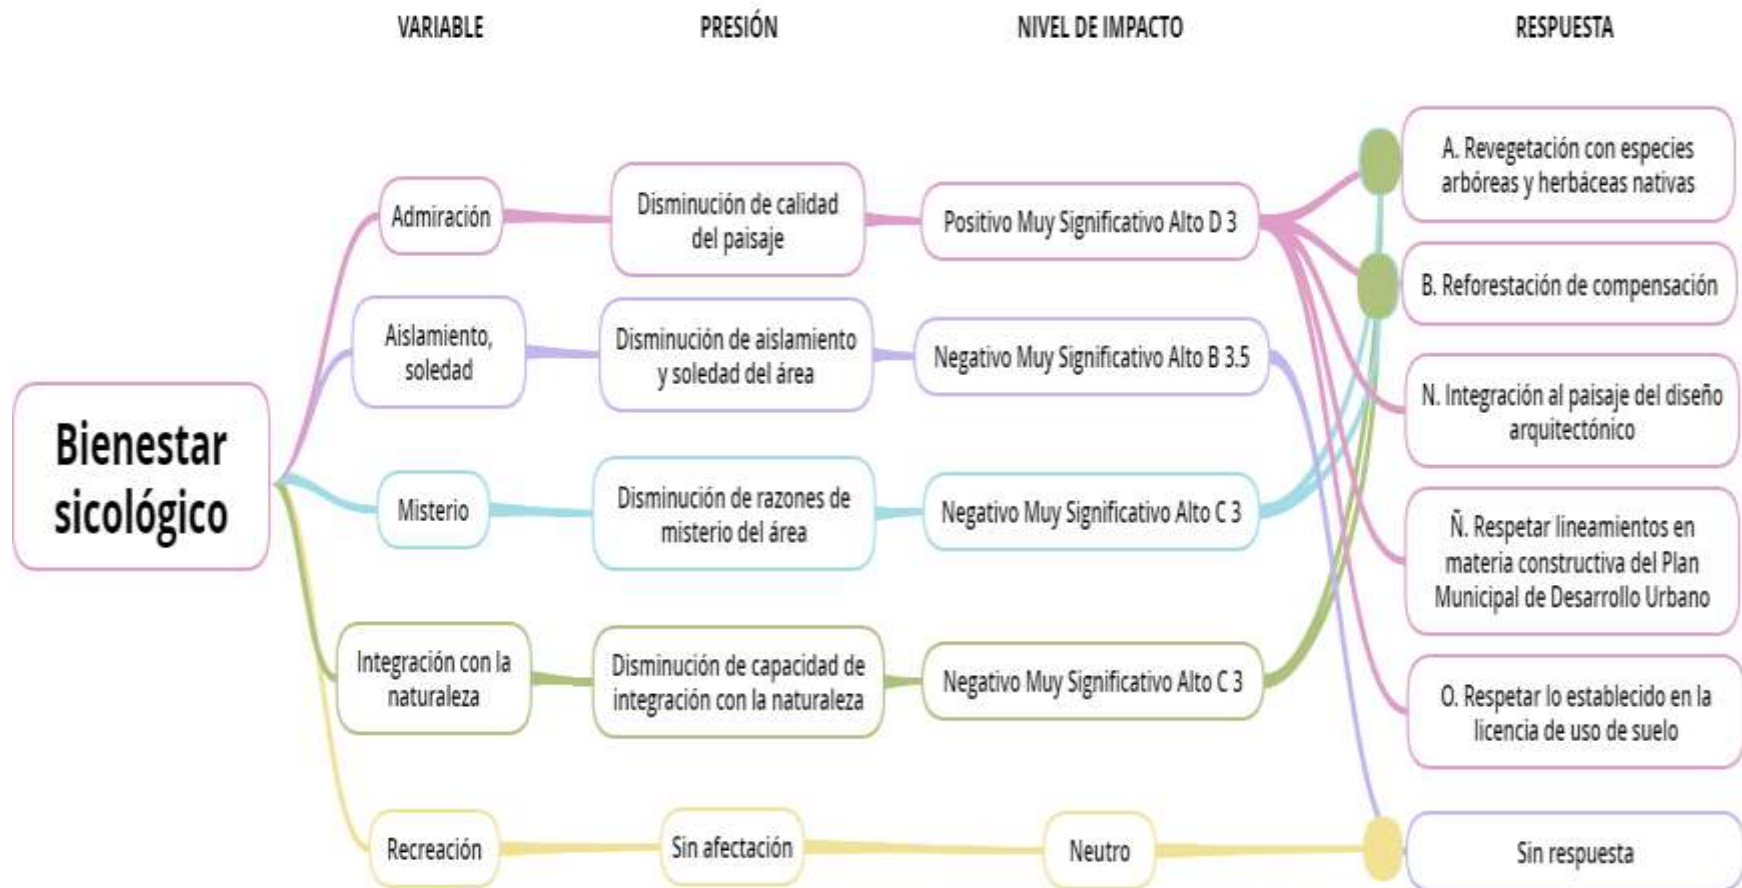 VARIABLE
PRESIÓN
NIVEL DE IMPACTO
RESPUESTA
Bienestar
sicológico
Admiración
Disminución de calidad
del paisaje
Positivo Muy Significativo Alto D 3
A. Revegetación con especies
arbóreas y herbáceas nativas
B. Reforestación de compensación
Aislamiento,
soledad
Disminución de aislamiento
y soledad del área
Negativo Muy Significativo Alto B 3.5
N. Integración al paisaje del diseño
arquitectónico
Misterio
Disminución de razones de
misterio del área
Negativo Muy Significativo Alto C 3
Ñ. Respetar lineamientos en
materia constructiva del Plan
Municipal de Desarrollo Urbano
Integración con la
naturaleza
Disminución de capacidad de
integración con la naturaleza
Negativo Muy Significativo Alto C 3
O. Respetar lo establecido en la
licencia de uso de suelo
Recreación
Sin afectación
Neutro
Sin respuesta